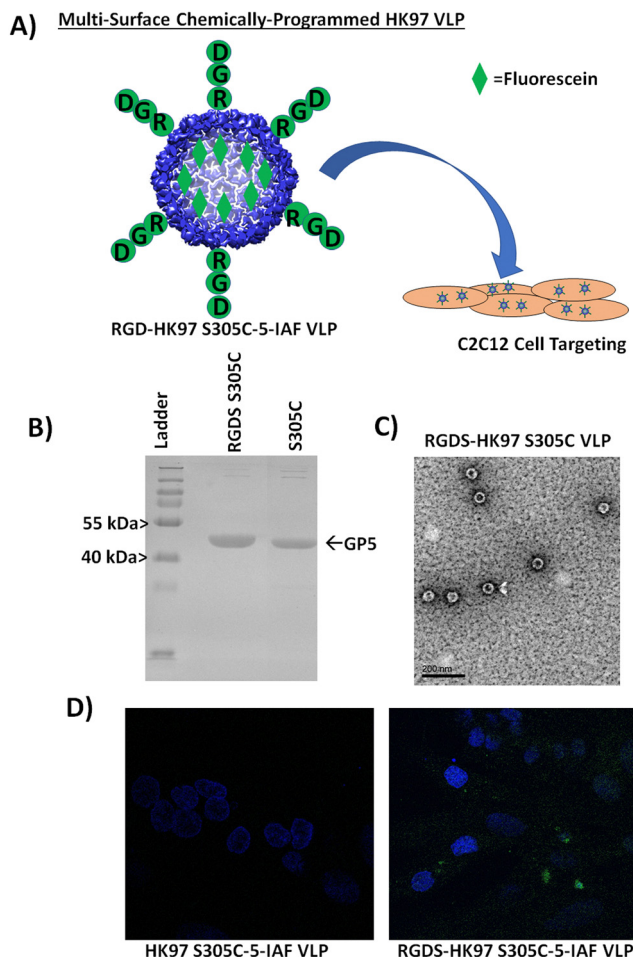 A)
Multi-Surface Chemically-Programmed HK97 VLP
=Fluorescein
D
G
R
D G R
R G D
D G R
R G D
R
G
D
RGD-HK97 S305C-5-IAF VLP
C2C12 Cell Targeting
B)
Ladder
RGDS S305C
S305C
55 kDa>
40 kDa>
←GP5
C)
RGDS-HK97 S305C VLP
200 nm
D)
HK97 S305C-5-IAF VLP
RGDS-HK97 S305C-5-IAF VLP